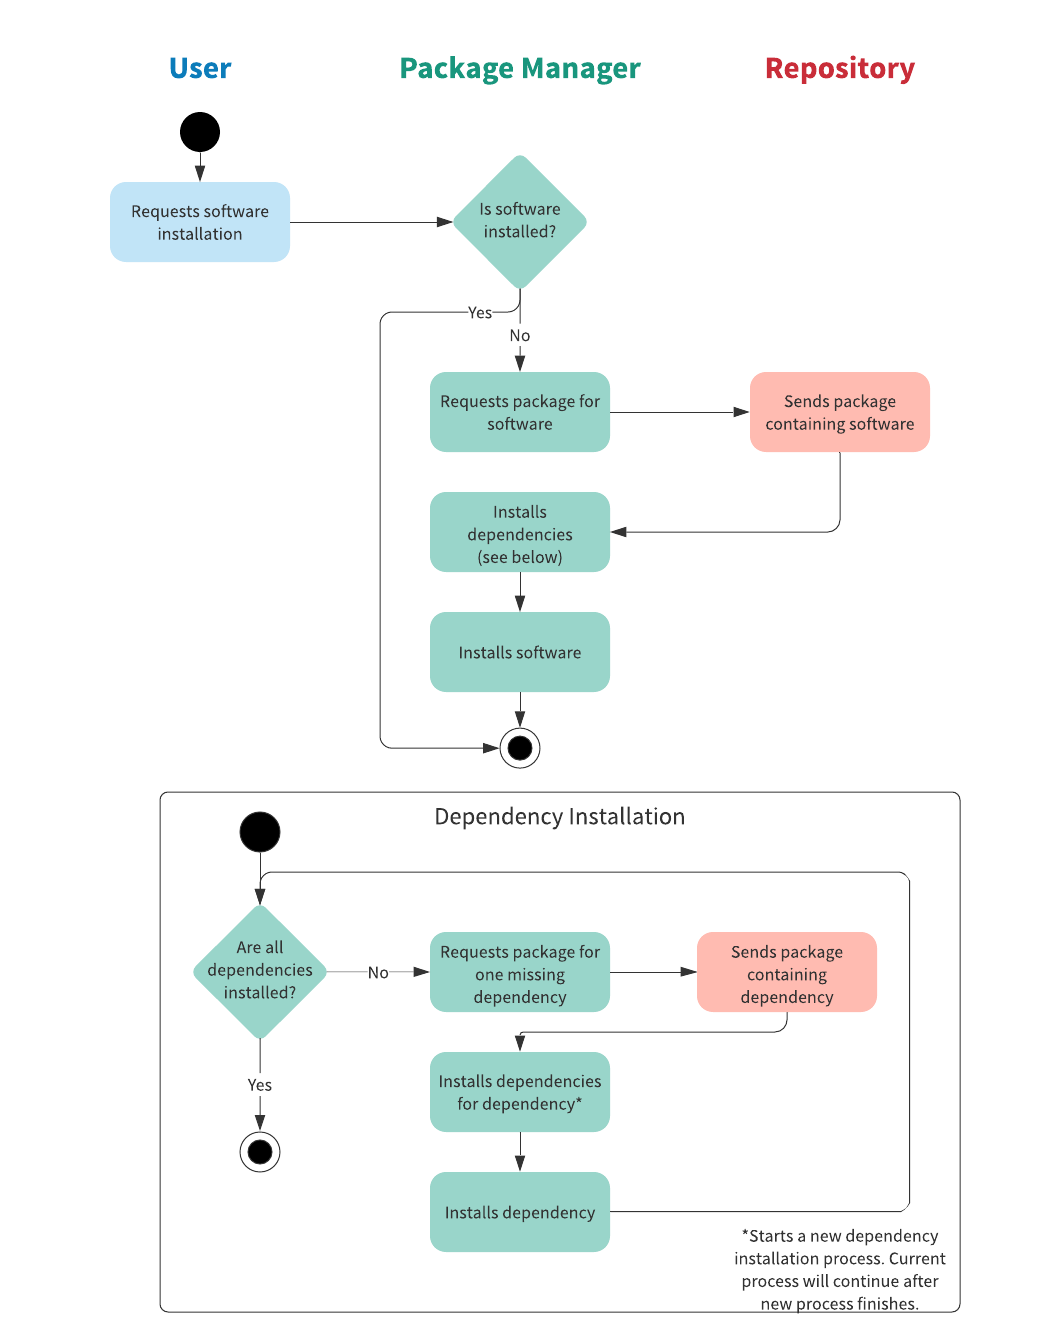 User
Package Manager
Repository
Requests software
installation
Is software
installed?
Yes
No
Requests package for
software
Sends package
containing software
Installs
dependencies
(see below)
Installs software
Dependency Installation
Are all
dependencies
installed?
No
Requests package for
one missing
dependency
Sends package
containing
dependency
Yes
Installs dependencies
for dependency*
Installs dependency
*Starts a new dependency
installation process. Current
process will continue after
new process finishes.